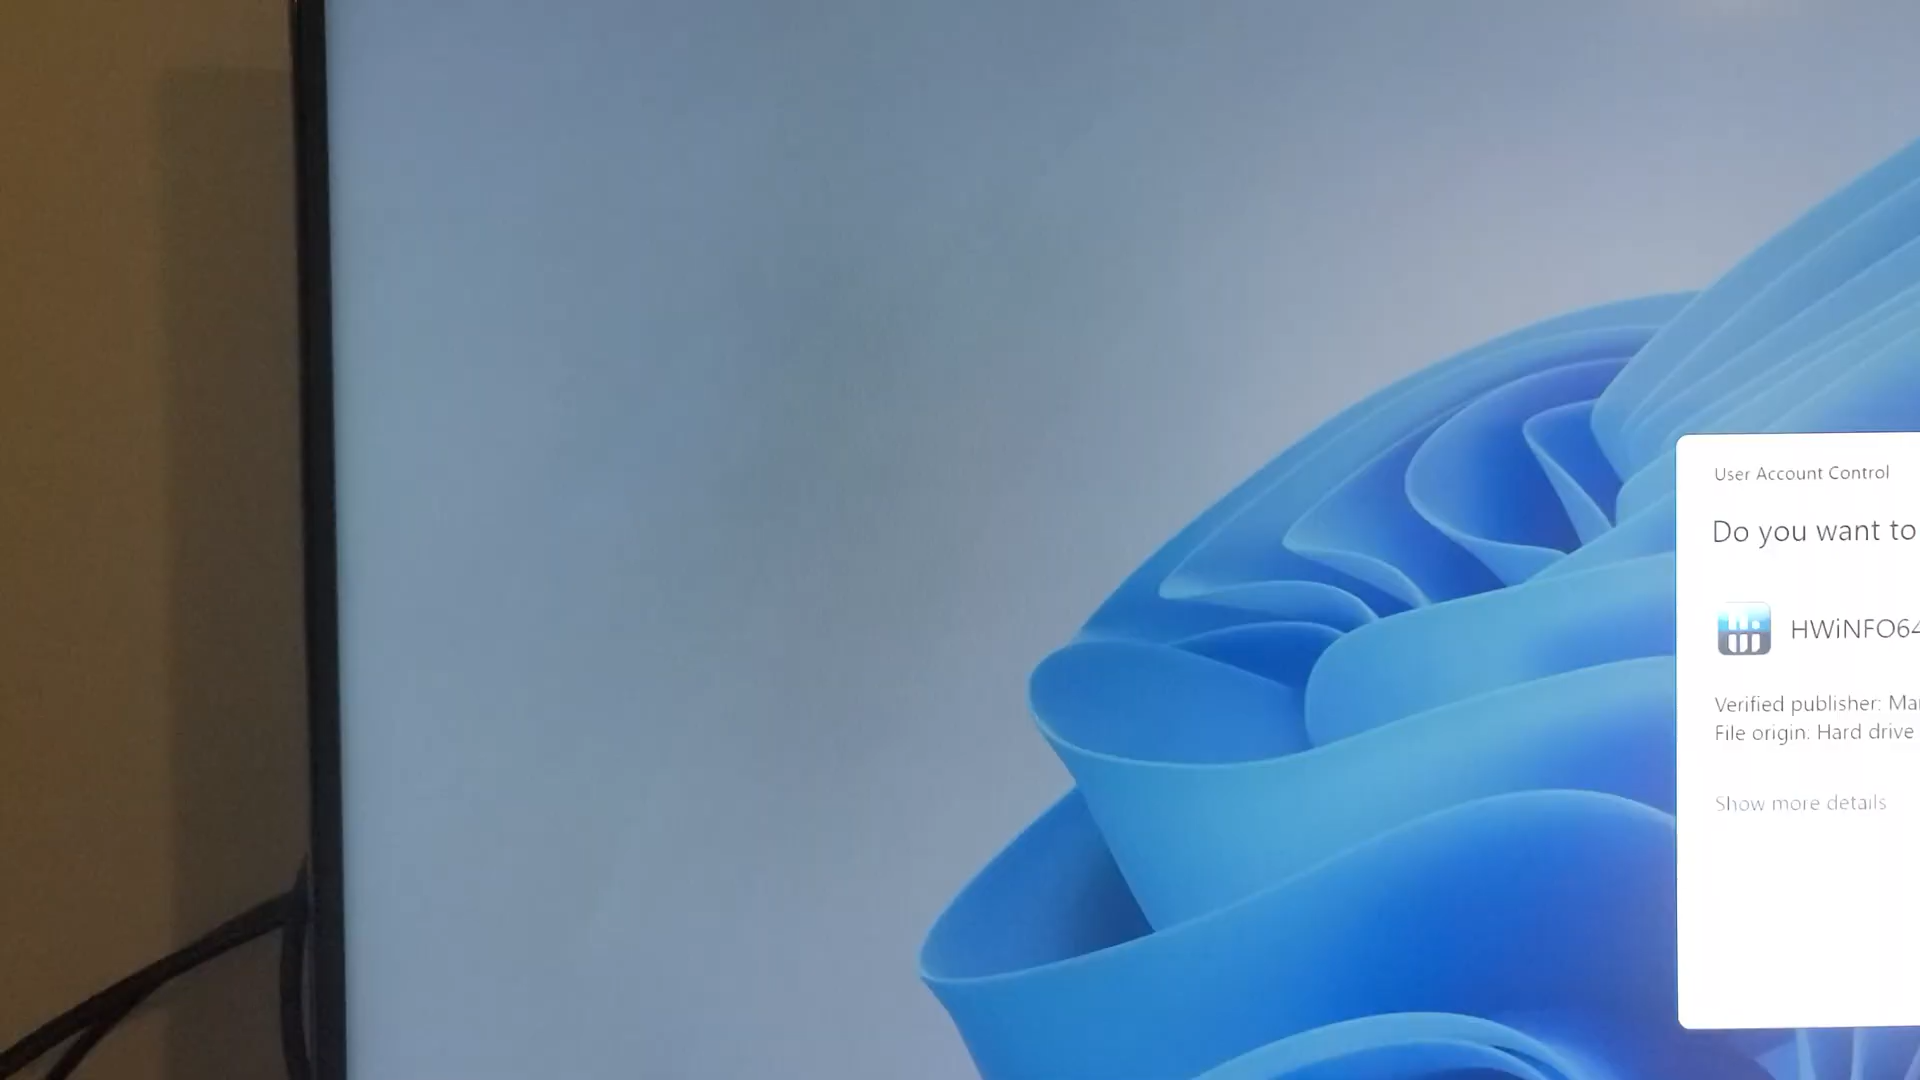 User Account Control
Do you want to
HWiNFO64
Verified publisher:
File origin: Hard drive
Show more details